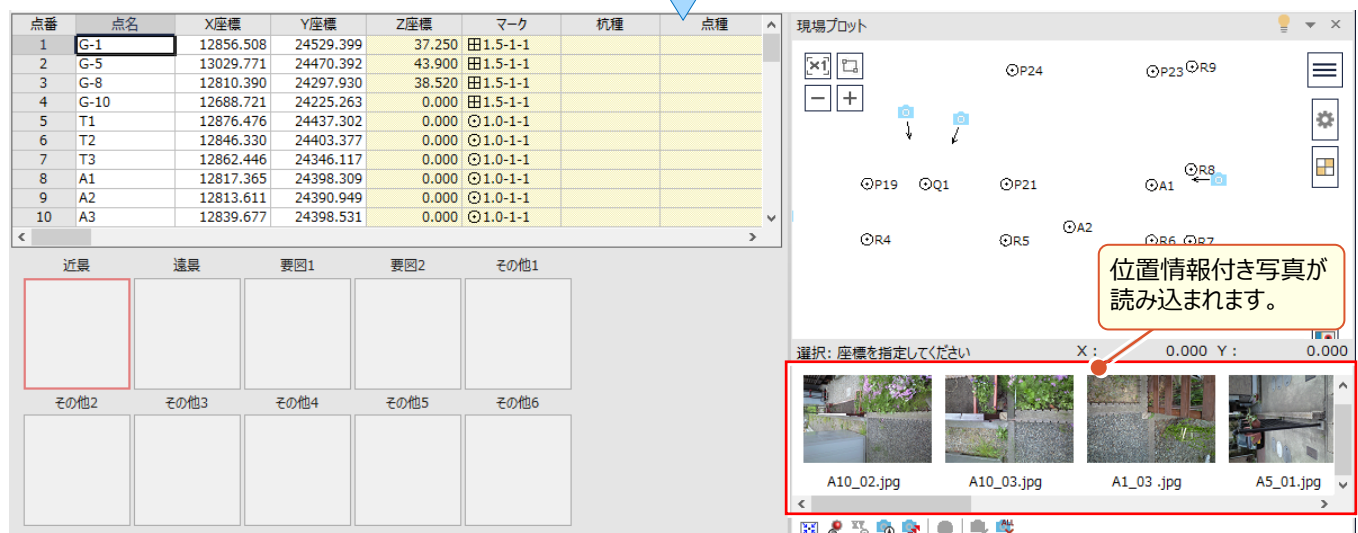 点番 点名 X座標 Y座標 Z座標 マーク 杭種 点種
1 G-1 12856.508 24529.399 37.250 田1.5-1-1
2 G-5 13029.771 24470.392 43.900 田1.5-1-1
3 G-8 12810.390 24297.930 38.520 田1.5-1-1
4 G-10 12688.721 24225.263 0.000 田1.5-1-1
5 T1 12876.476 24437.302 0.000 ⊙1.0-1-1
6 T2 12846.330 24403.377 0.000 ⊙1.0-1-1
7 T3 12862.446 24346.117 0.000 ⊙1.0-1-1
8 A1 12817.365 24398.309 0.000 ⊙1.0-1-1
9 A2 12813.611 24390.949 0.000 ⊙1.0-1-1
10 A3 12839.677 24398.531 0.000 ⊙1.0-1-1
近景 遠景 要図1 要図2 その他1
その他2 その他3 その他4 その他5 その他6
現場プロット
×1
P24 P23 R9
R8
P19 Q1 P21 A1
A2
R4 R5 R6 R7
位置情報付き写真が
読み込まれます。
選択: 座標を指定してください X : 0.000 Y : 0.000
A10_02.jpg A10_03.jpg A1_03 .jpg A5_01.jpg